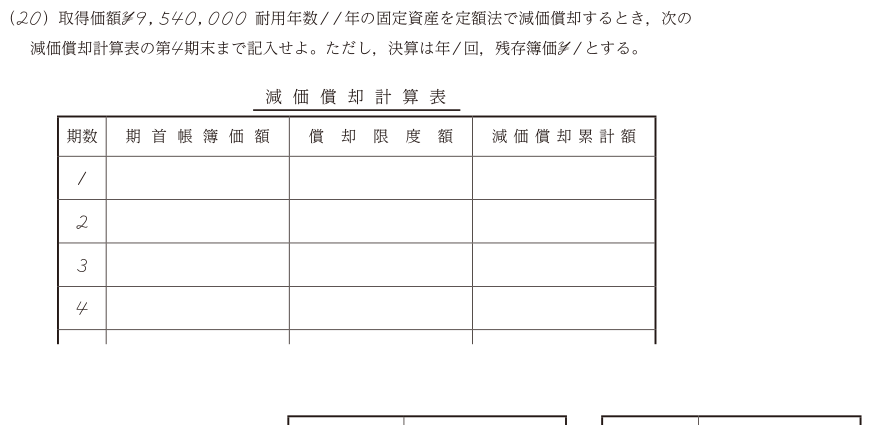 (20) 取得価額¥9,540,000 耐用年数11年の固定資産を定額法で減価償却するとき，次の
減価償却計算表の第4期末まで記入せよ。ただし，決算は年1回，残存簿価¥1とする。
減価償却計算表
期数 期首帳簿価額 償却限度額 減価償却累計額
1
2
3
4